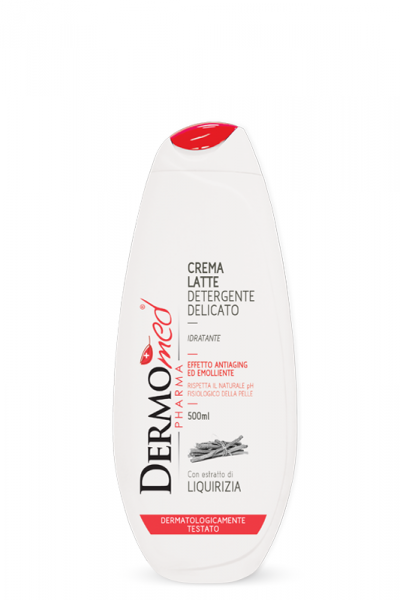 DERMOmed®
PHARMA
CREMA
LATTE
DETERGENTE
DELICATO
IDRATANTE
EFFETTO ANTIAGING
ED EMOLLIENTE
RISPETTA IL NATURALE pH
FISIOLOGICO DELLA PELLE
500ml
Con estratto di
LIQUIRIZIA
DERMATOLOGICAMENTE
TESTATO